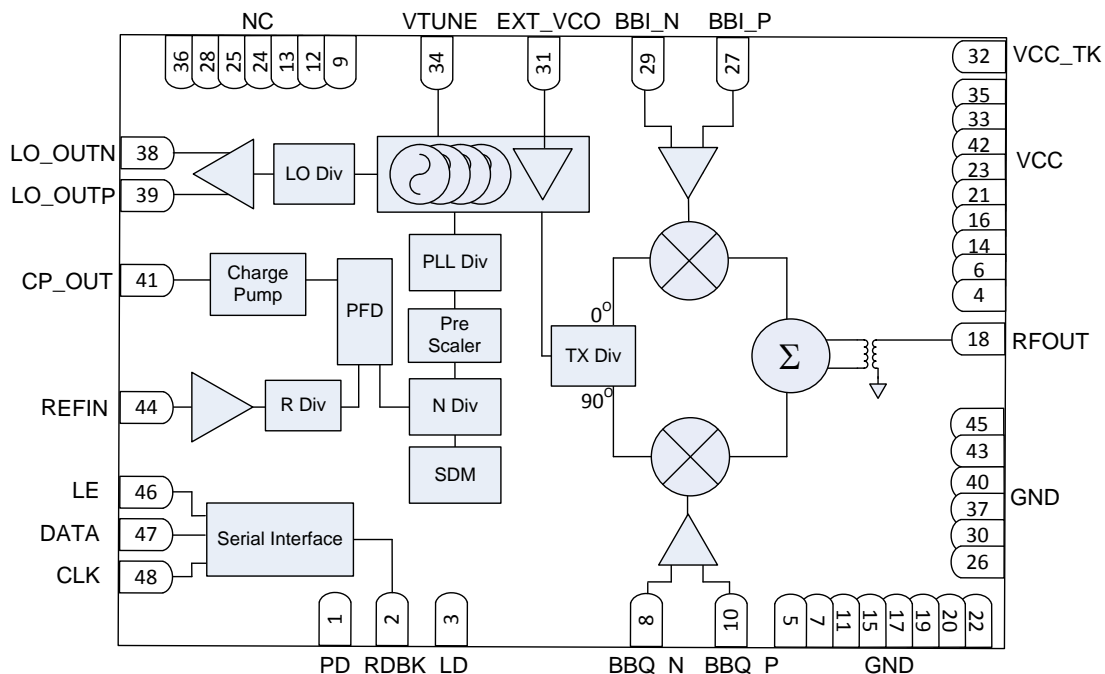 NC VTUNE EXT_VCO BBI_N BBI_P
36 28 25 24 13 12 9 34 31 29 27
32 VCC_TK
35
33
42
VCC
23
21
16
14
6
4
LO_OUTN 38
LO_OUTP 39
LO Div
CP_OUT 41
Charge
Pump
PFD
PLL Div
Pre
Scaler
0O
TX Div
90O
Σ
18 RFOUT
REFIN 44
R Div
N Div
SDM
45
43
40
GND
37
30
26
LE 46
DATA 47
CLK 48
Serial Interface
1 2 3 8 10 5 7 11 15 17 19 20 22
PD RDBK LD BBQ_N BBQ_P GND